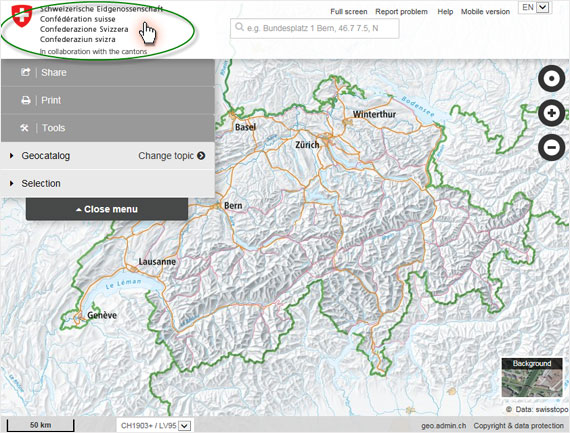 Schweizerische Eidgenossenschaft
Confédération suisse
Confederazione Svizzera
Confederaziun svizra
In collaboration with the cantons
Full screen Report problem Help Mobile version EN
e.g. Bundesplatz 1 Bern, 46.7 7.5, N
Share
Print
Tools
Geocatalog Change topic
Selection
Close menu
Bodensee
Basel
Winterthur
Zürich
Bern
Lausanne
Le Léman
Genève
Background
© Data: swisstopo
50 km CH1903+ / LV95 geo.admin.ch Copyright & data protection